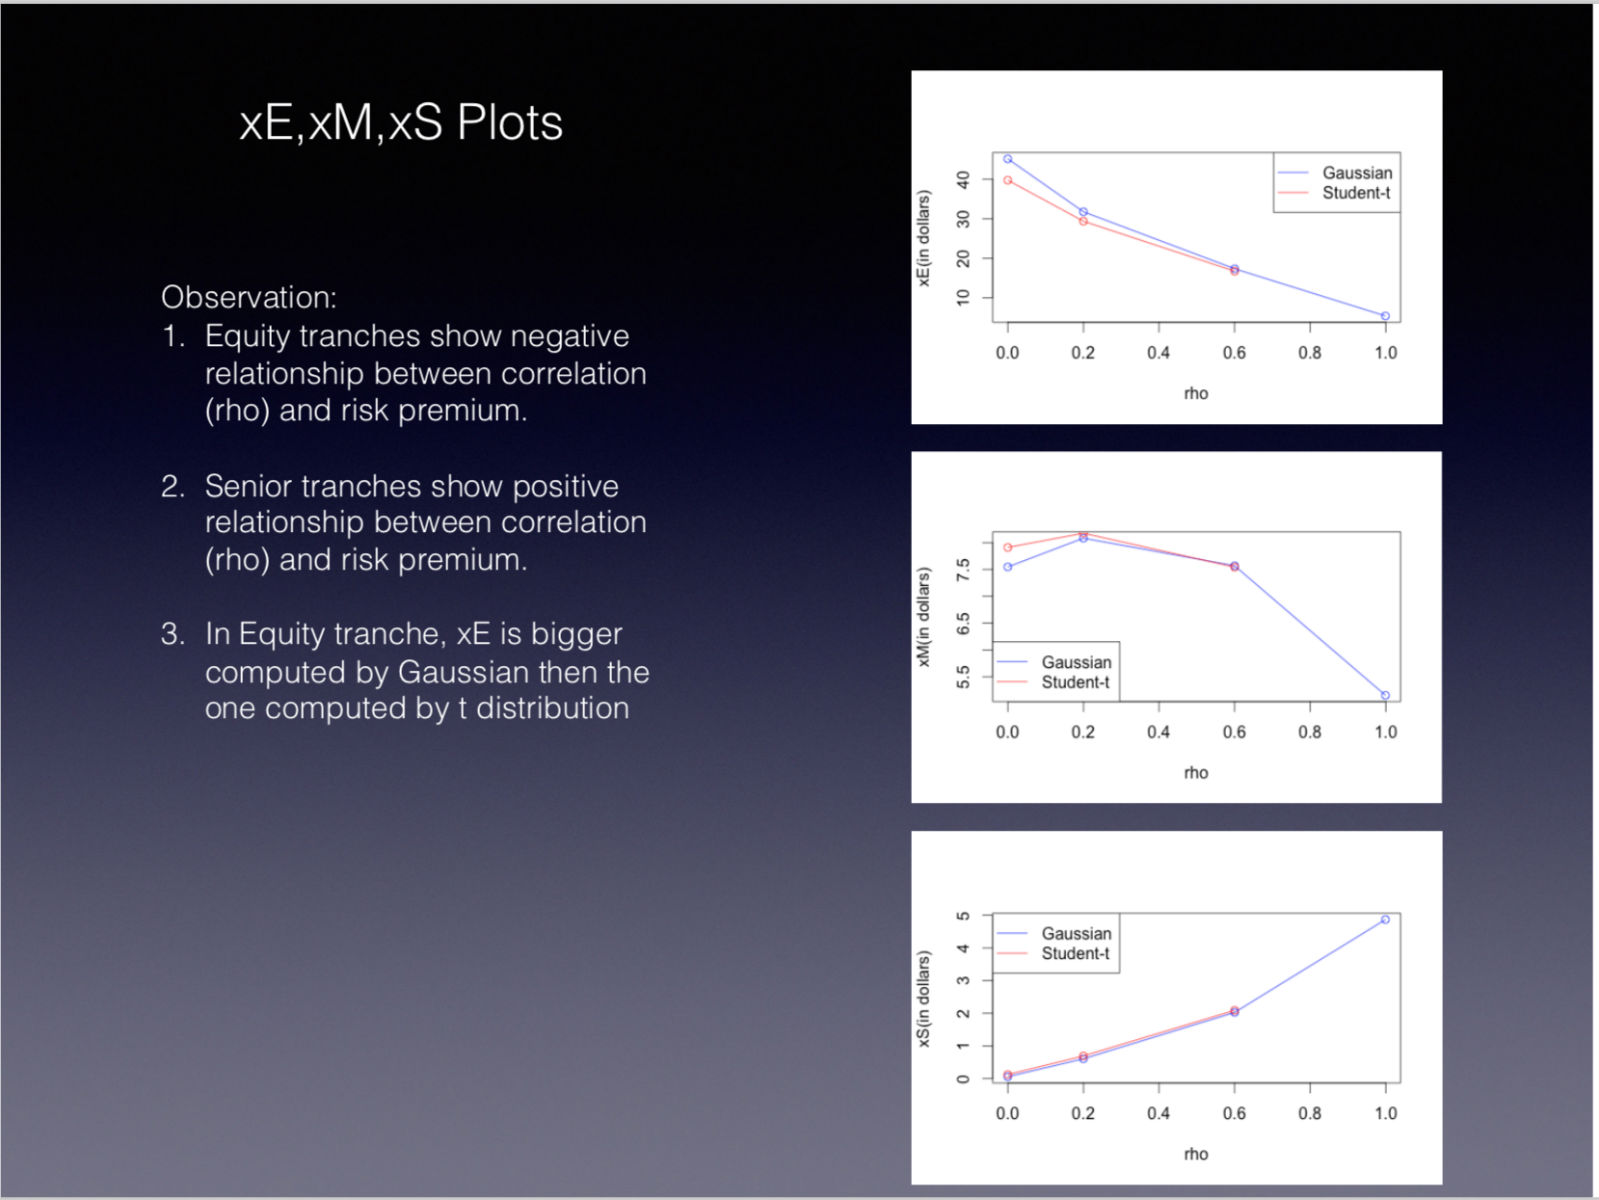 xE,xM,xS Plots
Observation:
1. Equity tranches show negative
relationship between correlation
(rho) and risk premium.
2. Senior tranches show positive
relationship between correlation
(rho) and risk premium.
3. In Equity tranche, xE is bigger
computed by Gaussian then the
one computed by t distribution
xE(in dollars)
40
30
20
10
Gaussian
Student-t
0.0 0.2 0.4 0.6 0.8 1.0
rho
xM(in dollars)
7.5
6.5
5.5
Gaussian
Student-t
0.0 0.2 0.4 0.6 0.8 1.0
rho
xS(in dollars)
5
4
3
2
1
0
Gaussian
Student-t
0.0 0.2 0.4 0.6 0.8 1.0
rho